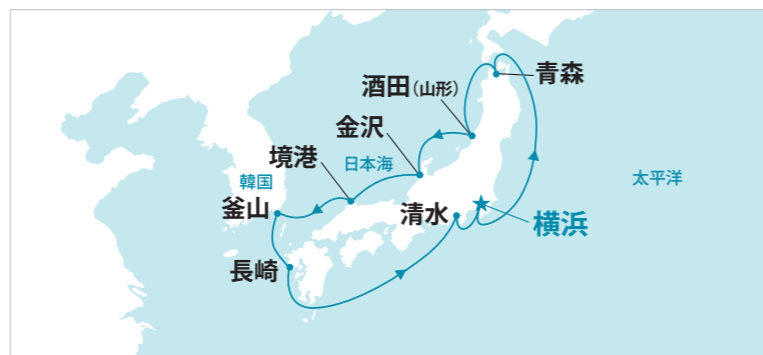 青森
酒田(山形)
金沢
境港
日本海
韓国
太平洋
釜山
清水
横浜
長崎